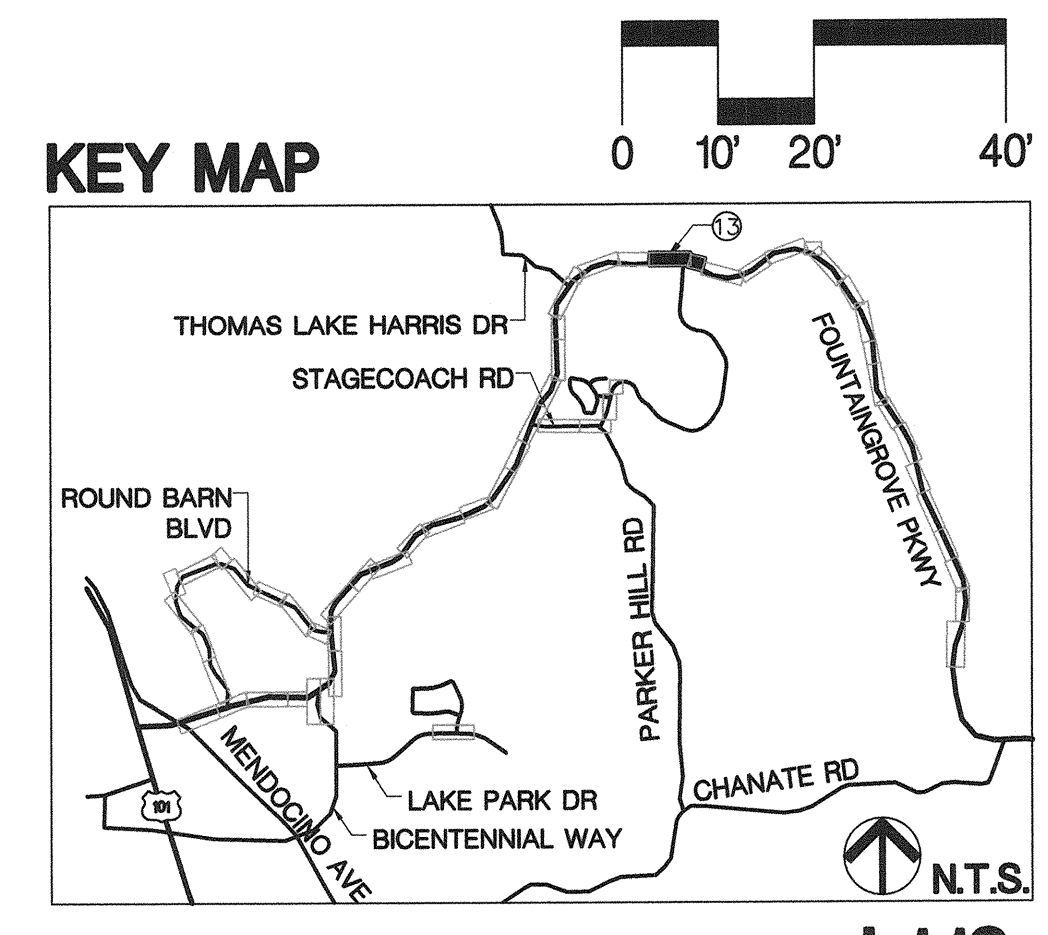 0 10' 20' 40'
KEY MAP
13
THOMAS LAKE HARRIS DR
STAGECOACH RD
FOUNTAINGROVE PKWY
ROUND BARN
BLVD
PARKER HILL RD
MENDOCINO AVE
CHANATE RD
101
LAKE PARK DR
BICENTENNIAL WAY
N.T.S.